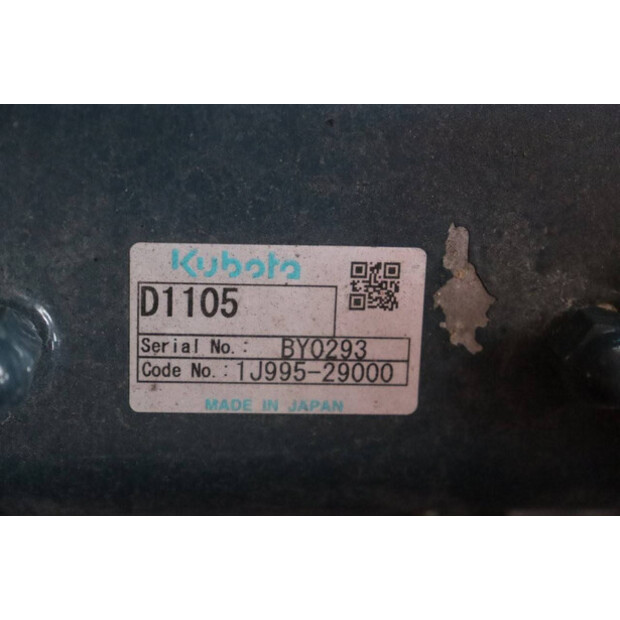 Kubota
D1105
Serial No.: BY0293
Code No.: 1J995-29000
MADE IN JAPAN